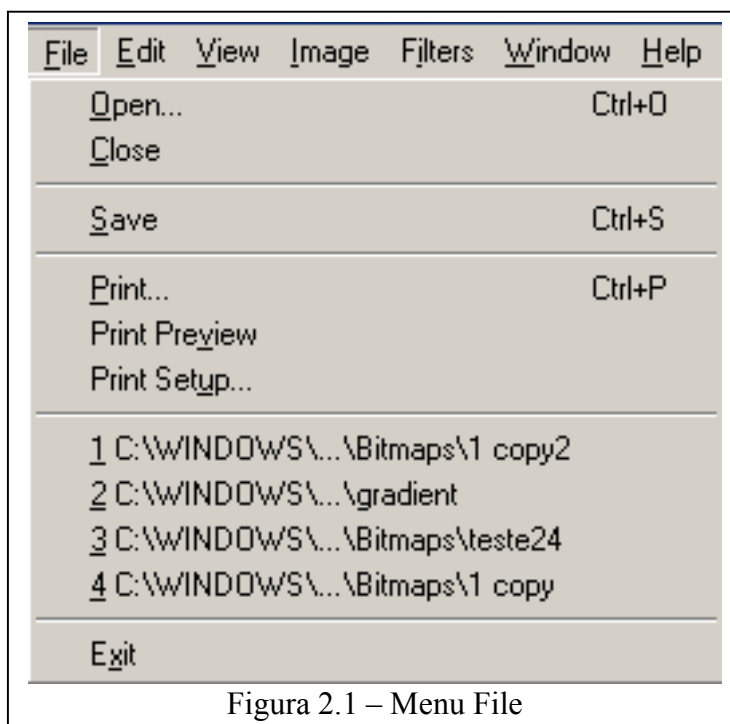 File Edit View Image Filters Window Help
Open... Ctrl+O
Close
Save Ctrl+S
Print... Ctrl+P
Print Preview
Print Setup...
1 C:\WINDOWS\...\Bitmaps\1 copy2
2 C:\WINDOWS\...\gradient
3 C:\WINDOWS\...\Bitmaps\teste24
4 C:\WINDOWS\...\Bitmaps\1 copy
Exit
Figura 2.1 – Menu File